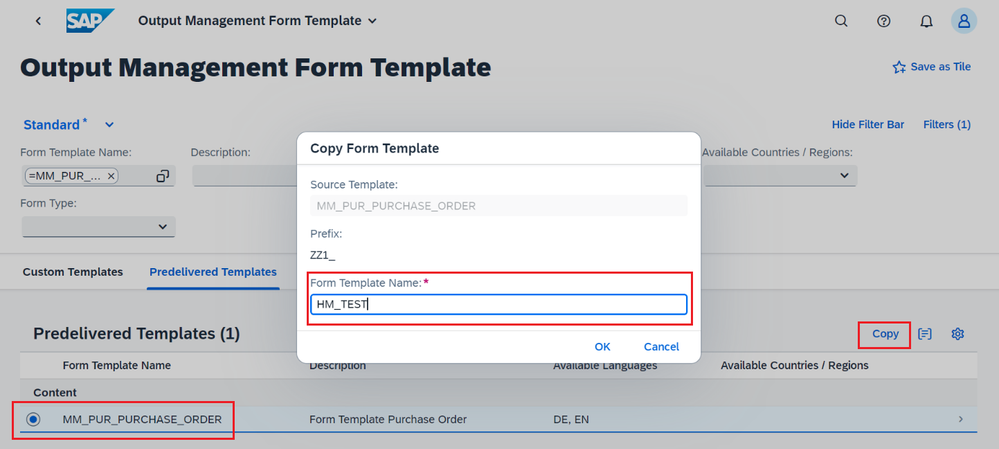 SAP Output Management Form Template
Output Management Form Template
Save as Tile
Standard *
Hide Filter Bar Filters (1)
Form Template Name: Description: Available Countries / Regions:
=MM_PUR_...
Form Type:
Copy Form Template
Source Template:
MM_PUR_PURCHASE_ORDER
Prefix:
ZZ1_
Form Template Name: *
HM_TEST
OK Cancel
Custom Templates Predelivered Templates
Predelivered Templates (1) Copy
Form Template Name Description Available Languages Available Countries / Regions
Content
MM_PUR_PURCHASE_ORDER Form Template Purchase Order DE, EN